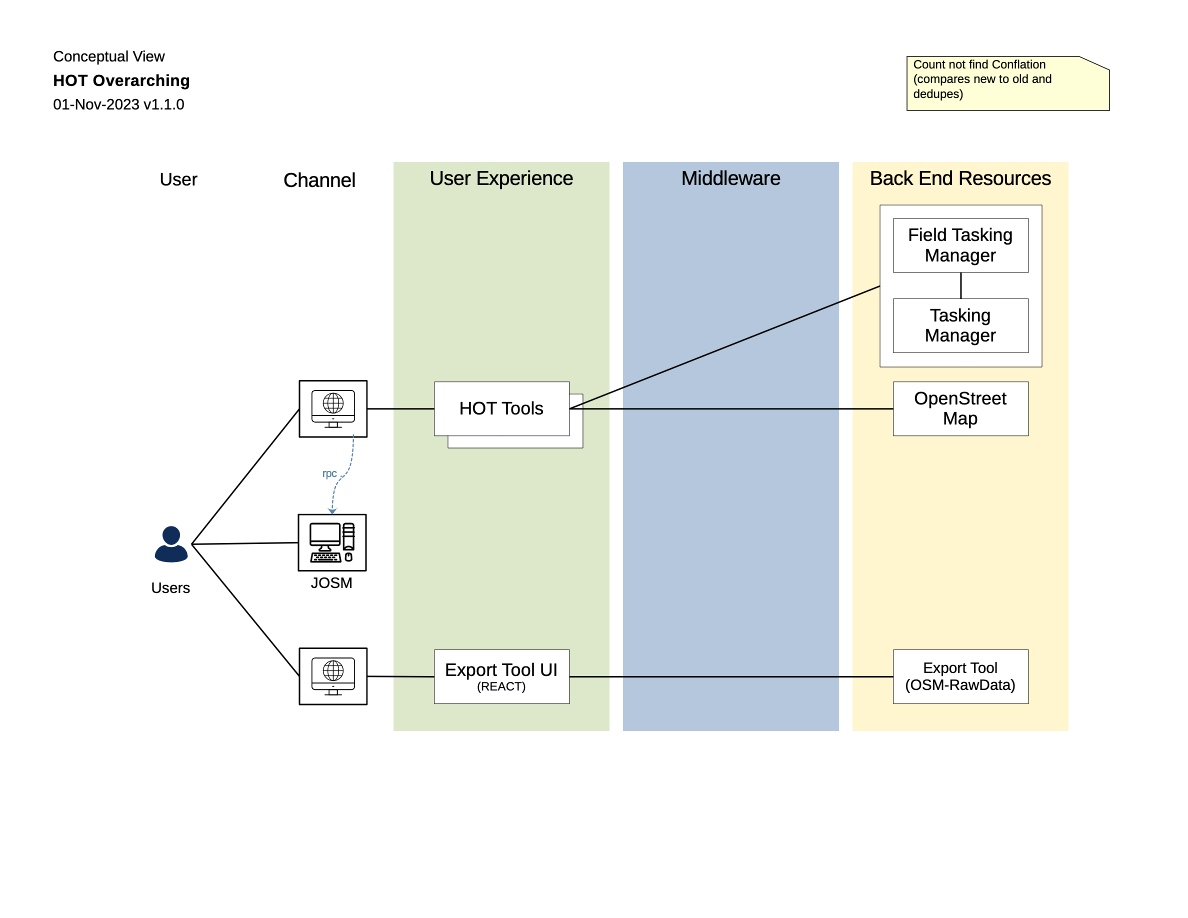 Conceptual View
HOT Overarching
01-Nov-2023 v1.1.0
Count not find Conflation
(compares new to old and
dedupes)
User
Channel
User Experience
Middleware
Back End Resources
Field Tasking
Manager
Tasking
Manager
HOT Tools
OpenStreet
Map
rpc
JOSM
Users
Export Tool UI
(REACT)
Export Tool
(OSM-RawData)